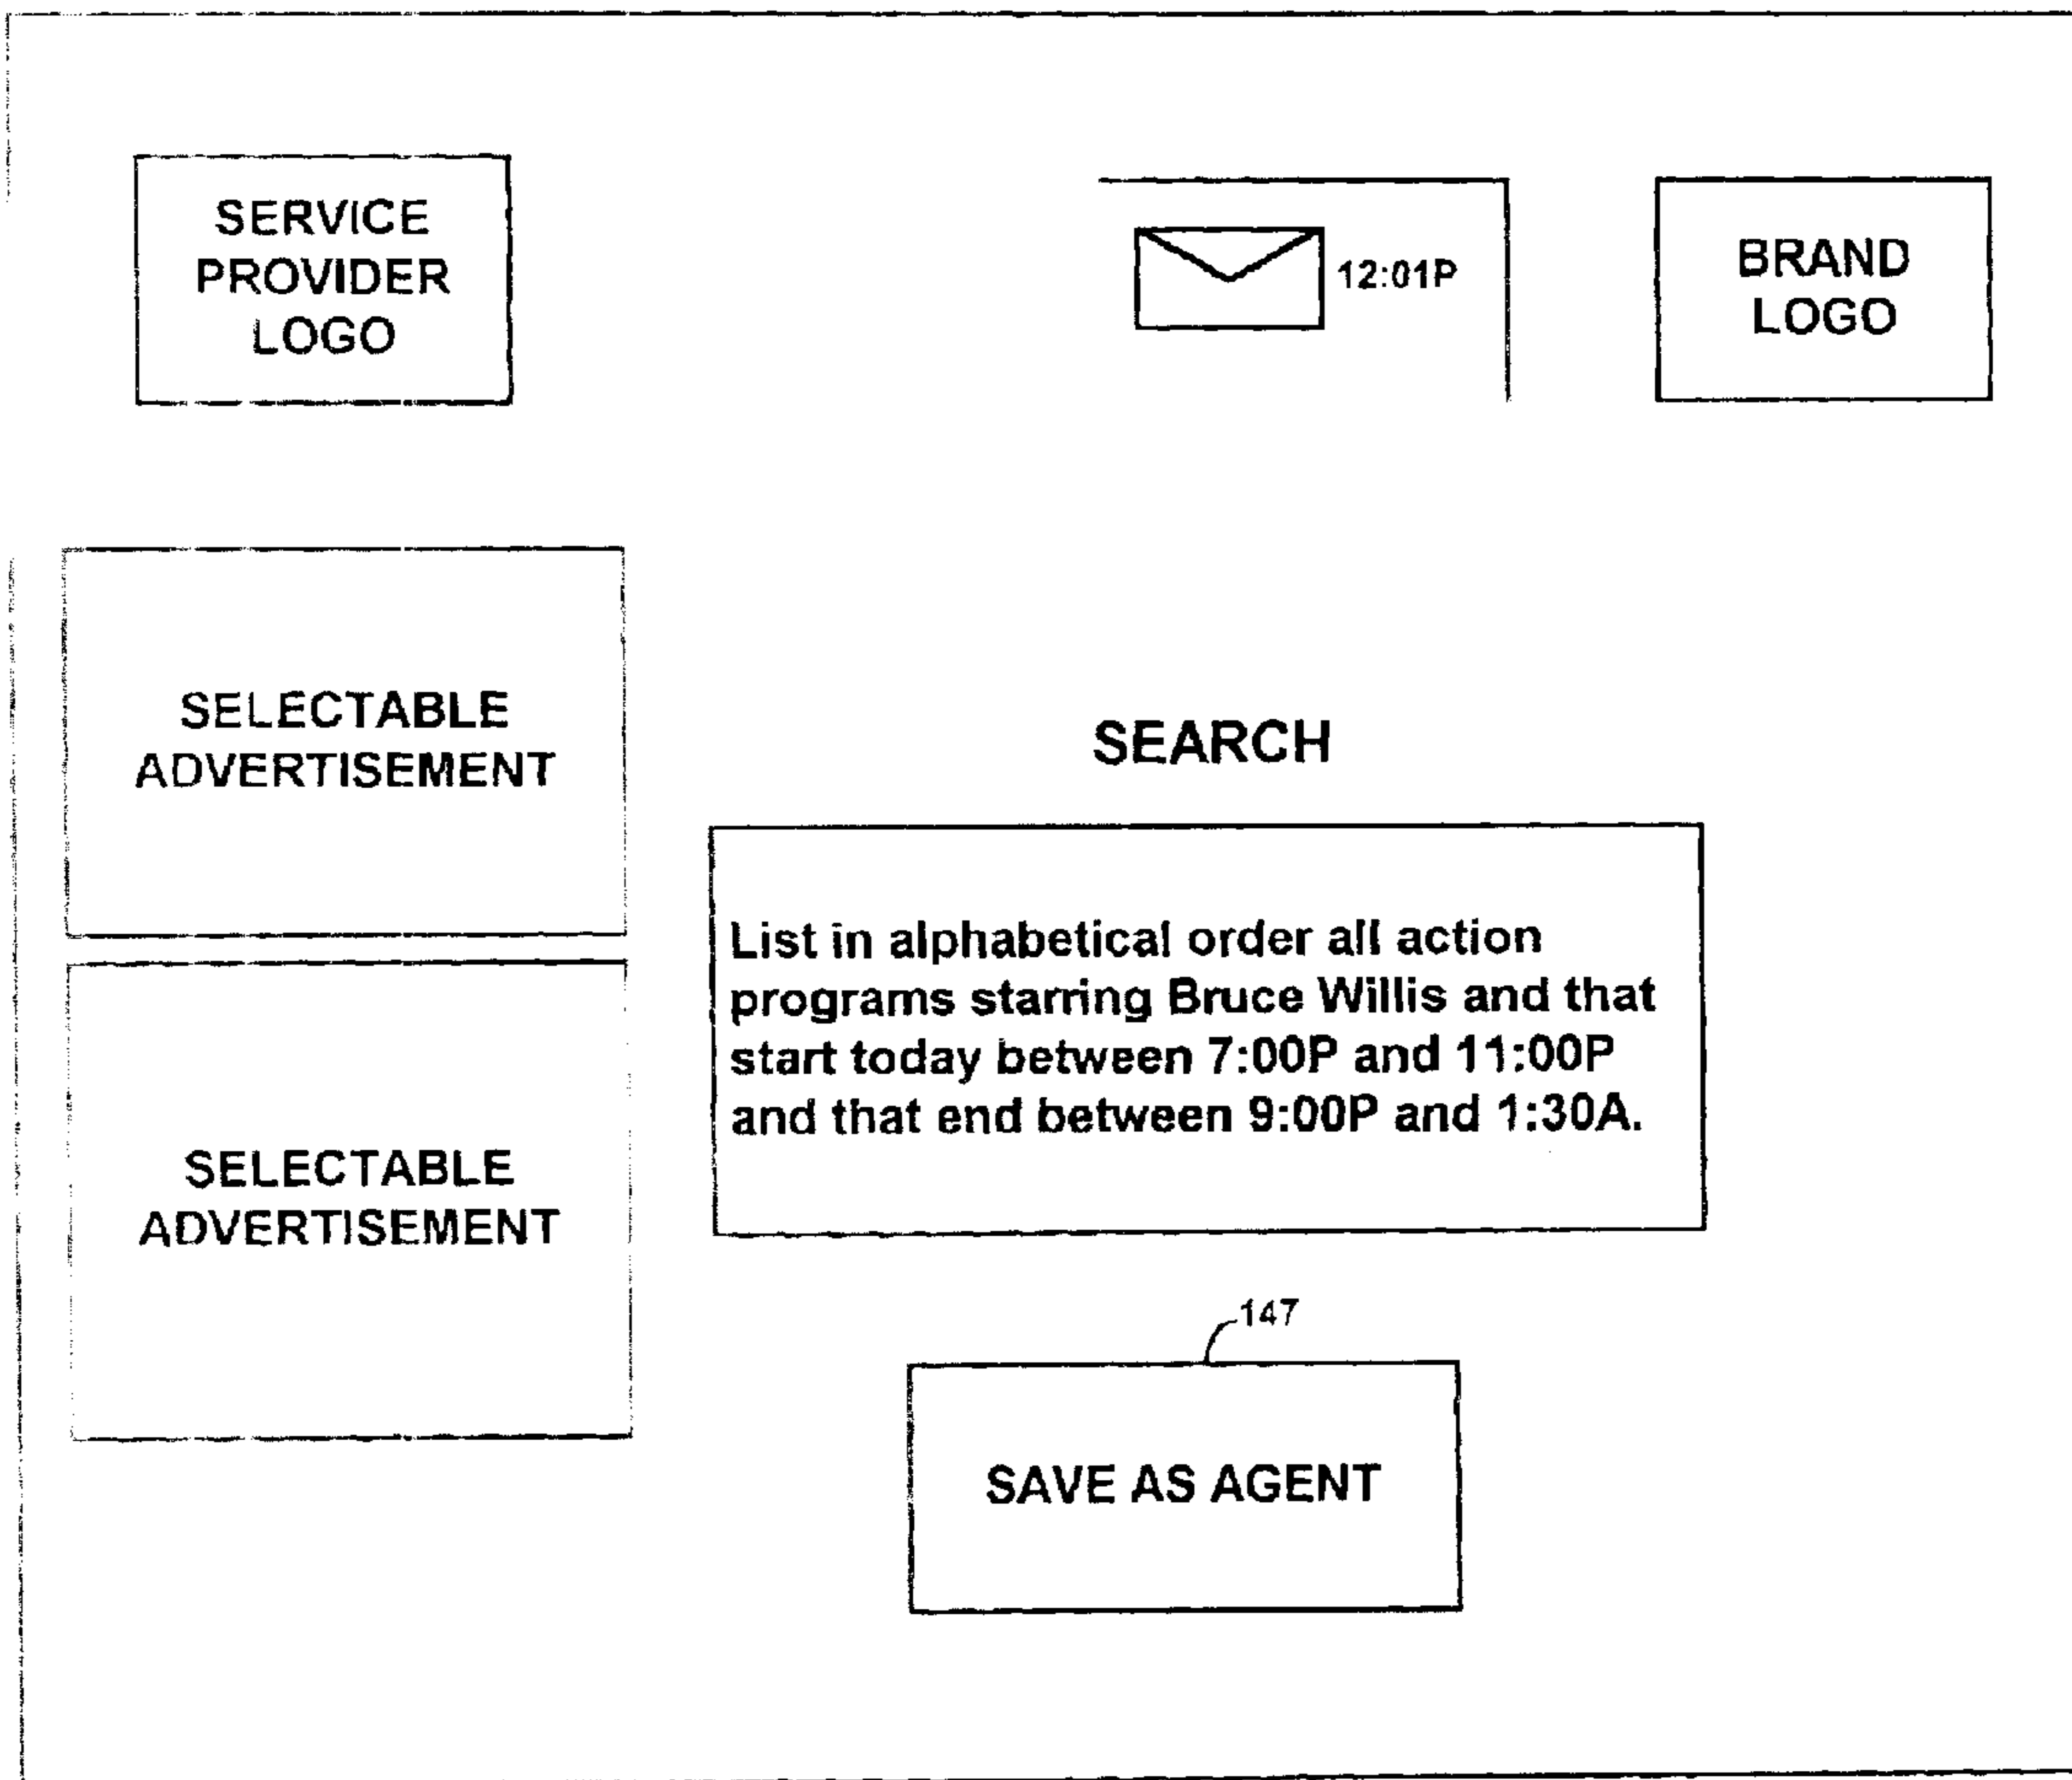 SERVICE
PROVIDER
LOGO
12:01P
BRAND
LOGO
SELECTABLE
ADVERTISEMENT
SEARCH
List in alphabetical order all action
programs starring Bruce Willis and that
start today between 7:00P and 11:00P
and that end between 9:00P and 1:30A.
SELECTABLE
ADVERTISEMENT
147
SAVE AS AGENT